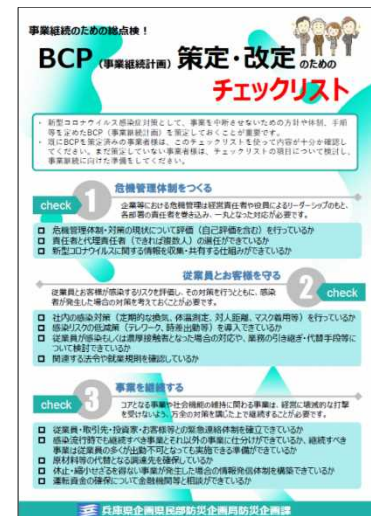 事業継続のための総点検!
BCP(事業継続計画)策定・改定のための
チェックリスト
・ 新型コロナウイルス感染症対策として、事業を中断させないための方針や体制、手順
等を定めたBCP(事業継続計画)を策定しておくことが重要です。
・ 既にBCPを策定済みの事業者様は、このチェックリストを使って内容が十分か確認し
てください。まだ策定していない事業者様は、チェックリストの項目について検討し、
事業継続に向けた準備をしてください。
check 1 危機管理体制をつくる
企業等における危機管理は経営責任者や役員によるリーダーシップのもと、
各部署の責任者を巻き込み、一丸となった対応が必要です。
□ 危機管理体制・対策の現状について評価(自己評価を含む)を行っているか
□ 責任者と代理責任者(できれば複数人)の選任ができているか
□ 新型コロナウイルスに関する情報を収集・共有する仕組みができているか
従業員とお客様を守る
従業員とお客様が感染するリスクを評価し、その対策を行うとともに、感染
者が発生した場合の対策を考えておくことが必要です。
2 check
□ 社内の感染対策(定期的な換気、体温測定、対人距離、マスク着用等)を行っているか
□ 感染リスクの低減策(テレワーク、時差出勤等)を導入できているか
□ 従業員が感染もしくは濃厚接触者となった場合の対応や、業務の引き継ぎ・代替手段等に
ついて検討できているか
□ 関連する法令や就業規則を確認しているか
check 3 事業を継続する
コアとなる事業や社会機能の維持に関わる事業は、経営に壊滅的な打撃
を受けないよう、万全の対策を講じた上で継続することが必要です。
□ 従業員・取引先・投資家・お客様等との緊急連絡体制を確立できているか
□ 感染流行時でも継続すべき事業とそれ以外の事業に仕分けができているか、継続すべき
事業は従業員の多くが出勤不可となっても実施できる準備ができているか
□ 原材料等の代替となる調達先を確保しているか
□ 休止・縮小せざるを得ない事業が発生した場合の情報発信体制を構築できているか
□ 運転資金の確保について金融機関等と相談ができているか
兵庫県企画県民部防災企画局防災企画課